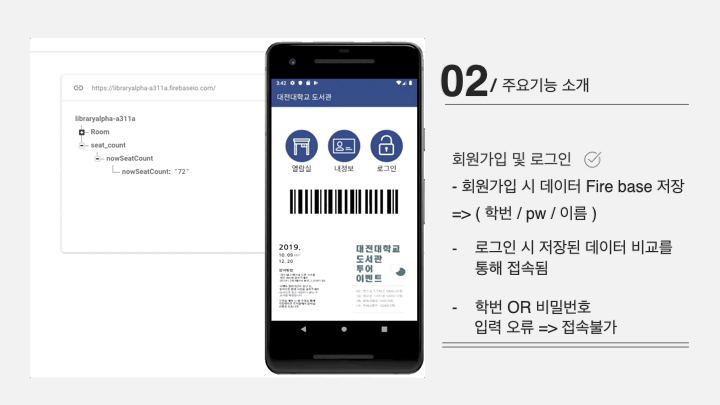 https://libraryalpha-a311a.firebaseio.com/
libraryalpha-a311a
Room
seat_count
nowSeatCount
nowSeatCount: "72"
3:42
대전대학교 도서관
열람실
내정보
로그인
2019.
10. 09
12. 20
대전대학교
도서관
투어
이벤트
02/ 주요기능 소개
회원가입 및 로그인
- 회원가입 시 데이터 Fire base 저장
=> ( 학번 / pw / 이름 )
- 로그인 시 저장된 데이터 비교를
통해 접속됨
- 학번 OR 비밀번호
입력 오류 => 접속불가